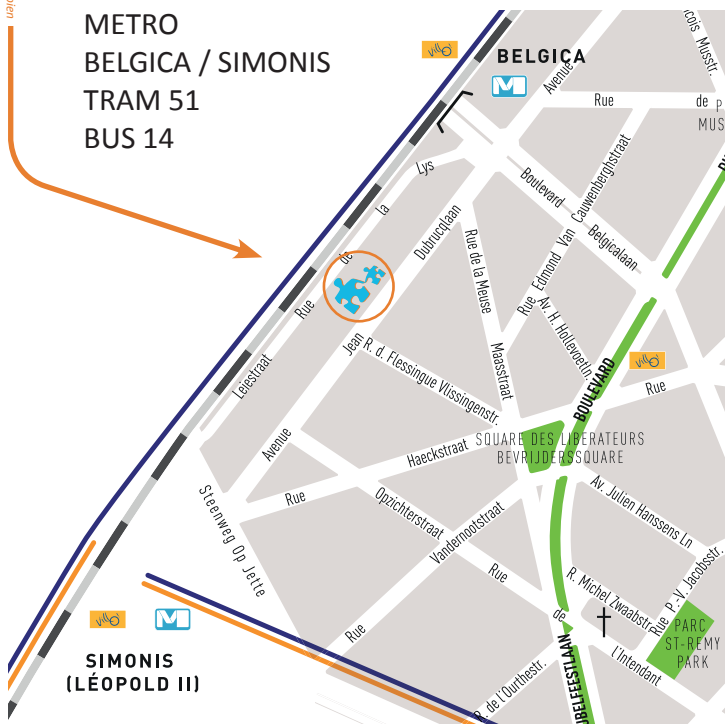 METRO
BELGICA / SIMONIS
TRAM 51
BUS 14
villo!
BELGICA
M
Avenue
Rue
de
Lys
la
de
Rue
Leiestraat
Boulevard
Belgicalaan
Cauwenberghstraat
Rue Edmond Van
Dubrucqlaan
Jean
Avenue
Rue de la Meuse
Maasstraat
Av. H. Hollevoetln.
R. d. Flessingue Vlissingenstr.
villo!
BOULEVARD
Rue
Haeckstraat
Rue
SQUARE DES LIBERATEURS
BEVRIJDERSSQUARE
Steenweg Op Jette
Opzichterstraat
Rue
de
L'Intendant
Vandernootstraat
Rue
Av. Julien Hanssens Ln
R. Michel Zwaabstr.
Rue P.-V. Jacobsstr.
PARC
ST-REMY
PARK
villo!
M
SIMONIS
(LÉOPOLD II)
R. de l'Ourthestr.